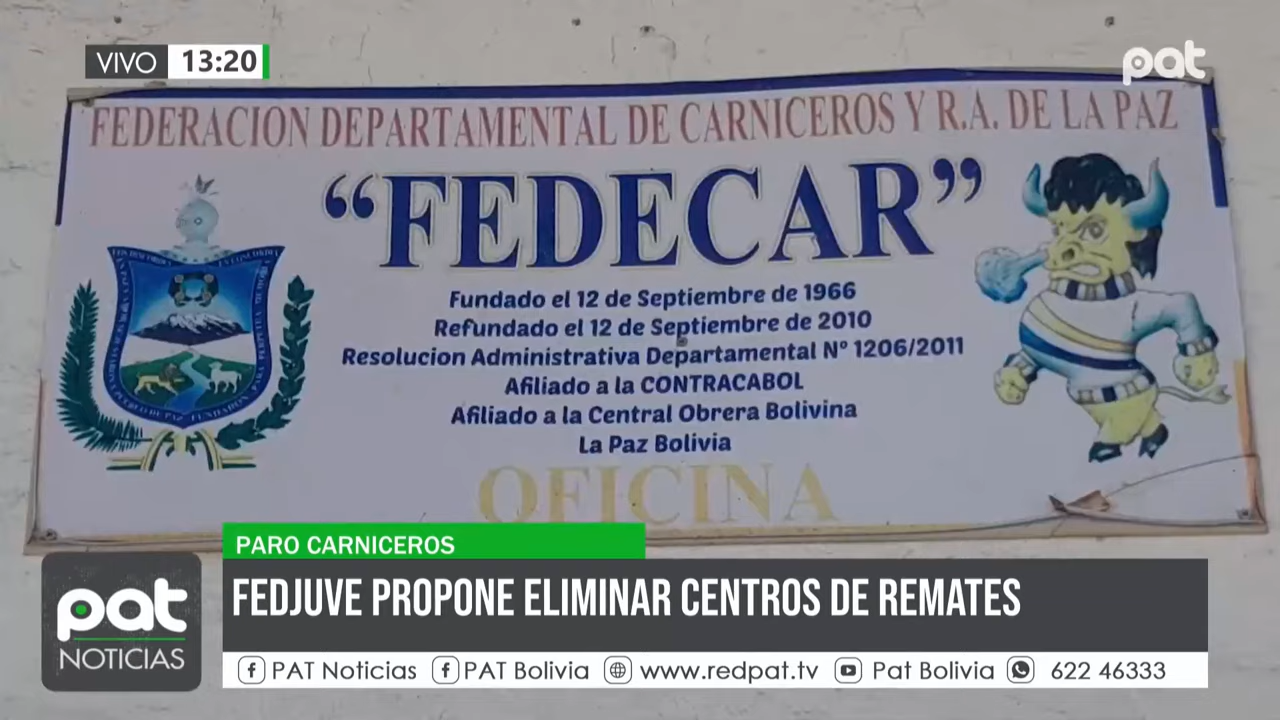 VIVO 13:20
pat
FEDERACION DEPARTAMENTAL DE CARNICEROS Y R.A. DE LA PAZ
“FEDECAR”
Fundado el 12 de Septiembre de 1966
Refundado el 12 de Septiembre de 2010
Resolucion Administrativa Departamental N° 1206/2011
Afiliado a la CONTRACABOL
Afiliado a la Central Obrera Bolivina
La Paz Bolivia
OFICINA
PARO CARNICEROS
FEDJUVE PROPONE ELIMINAR CENTROS DE REMATES
pat
NOTICIAS
PAT Noticias PAT Bolivia www.redpat.tv Pat Bolivia 622 46333